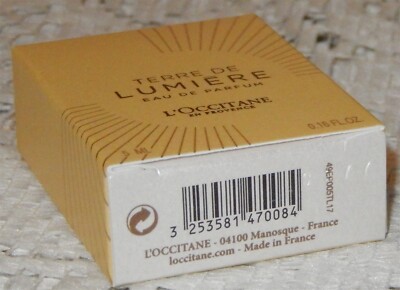 TERRE DE
LUMIÈRE
EAU DE PARFUM
L'OCCITANE
EN PROVENCE
5 ML
0.16 FL.OZ.
49EP005TL17
3 253581 470084
L'OCCITANE - 04100 Manosque - France
loccitane.com - Made in France